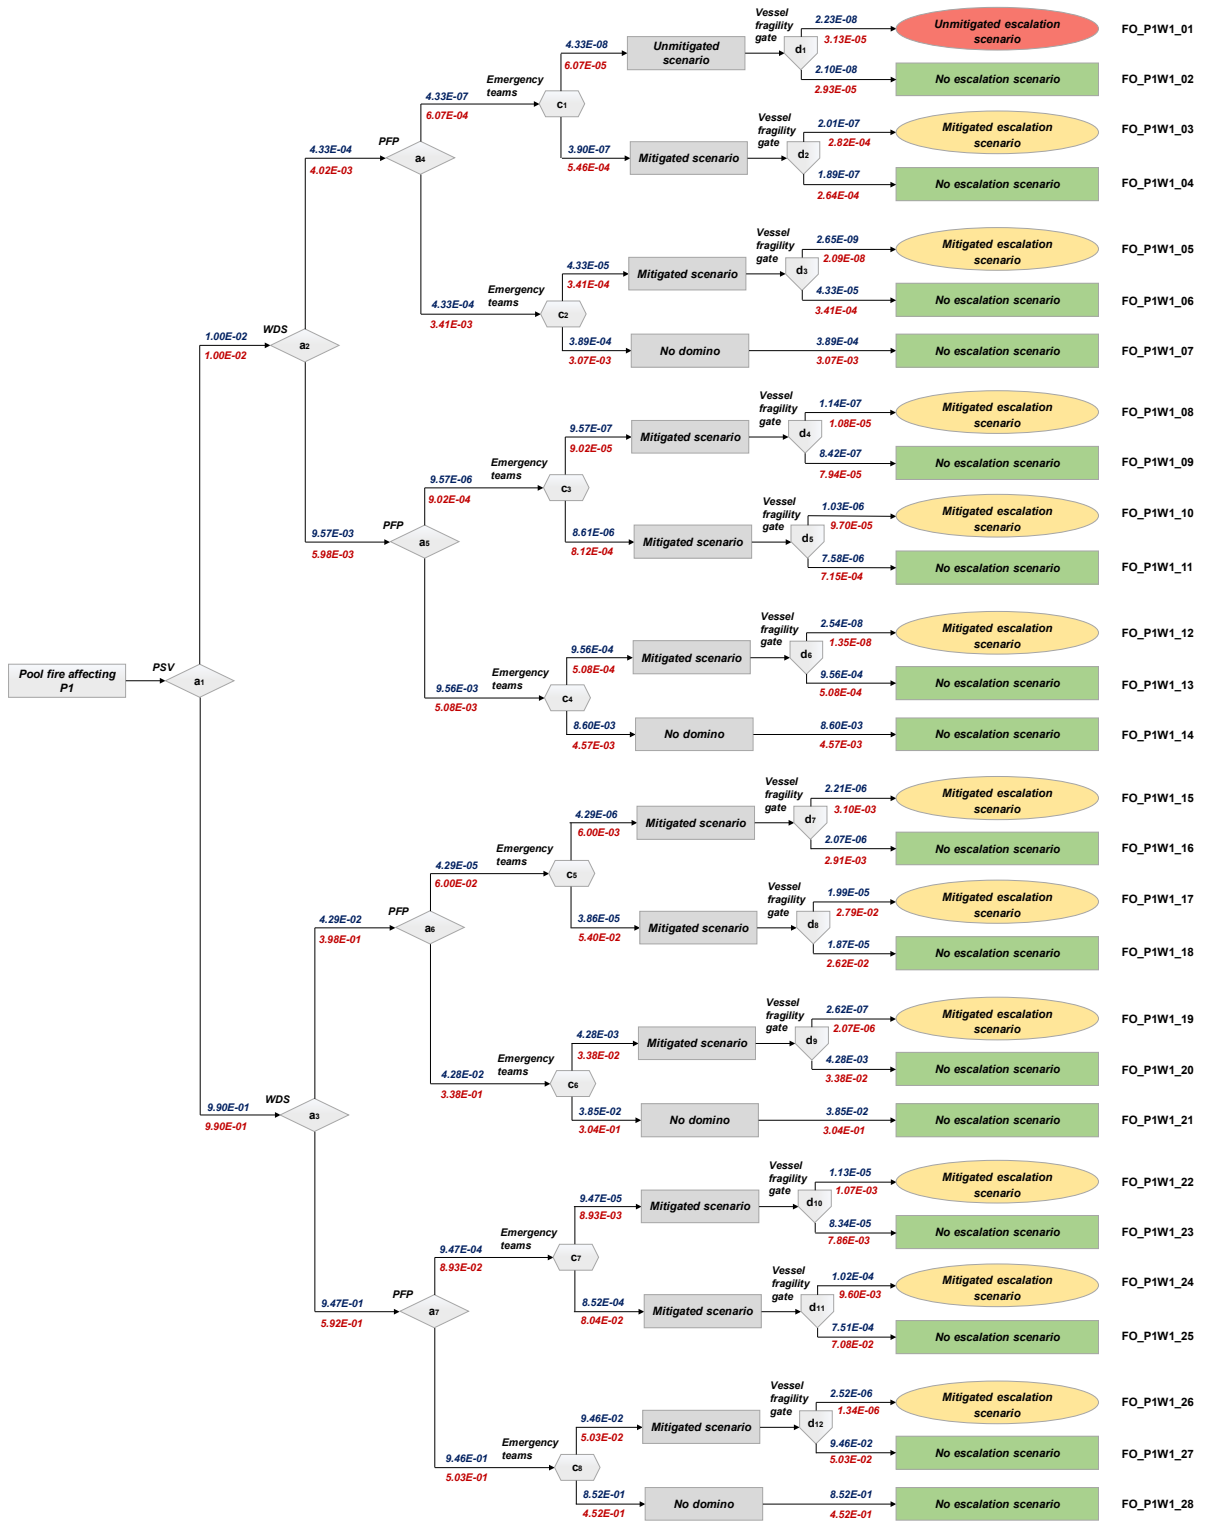 Vessel
fragility
gate
2.23E-08
3.13E-05
Unmitigated escalation
scenario
FO_P1W1_01
4.33E-08
6.07E-05
Unmitigated
scenario
d1
2.10E-08
2.93E-05
No escalation scenario
FO_P1W1_02
Emergency
teams
4.33E-07
6.07E-04
c1
Vessel
fragility
gate
2.01E-07
2.82E-04
Mitigated escalation
scenario
FO_P1W1_03
PFP
4.33E-04
4.02E-03
a4
3.90E-07
5.46E-04
Mitigated scenario
d2
1.89E-07
2.64E-04
No escalation scenario
FO_P1W1_04
Vessel
fragility
gate
2.65E-09
2.09E-08
Mitigated escalation
scenario
FO_P1W1_05
4.33E-05
3.41E-04
Mitigated scenario
d3
4.33E-05
3.41E-04
No escalation scenario
FO_P1W1_06
Emergency
teams
4.33E-04
3.41E-03
c2
3.89E-04
3.07E-03
No domino
3.89E-04
3.07E-03
No escalation scenario
FO_P1W1_07
WDS
1.00E-02
1.00E-02
a2
Vessel
fragility
gate
1.14E-07
1.08E-05
Mitigated escalation
scenario
FO_P1W1_08
9.57E-07
9.02E-05
Mitigated scenario
d4
8.42E-07
7.94E-05
No escalation scenario
FO_P1W1_09
Emergency
teams
9.57E-06
9.02E-04
c3
Vessel
fragility
gate
1.03E-06
9.70E-05
Mitigated escalation
scenario
FO_P1W1_10
PFP
9.57E-03
5.98E-03
a5
8.61E-06
8.12E-04
Mitigated scenario
d5
7.58E-06
7.15E-04
No escalation scenario
FO_P1W1_11
Vessel
fragility
gate
2.54E-08
1.35E-08
Mitigated escalation
scenario
FO_P1W1_12
9.56E-04
5.08E-04
Mitigated scenario
d6
9.56E-04
5.08E-04
No escalation scenario
FO_P1W1_13
Emergency
teams
9.56E-03
5.08E-03
c4
8.60E-03
4.57E-03
No domino
8.60E-03
4.57E-03
No escalation scenario
FO_P1W1_14
Pool fire affecting
P1
PSV
a1
Vessel
fragility
gate
2.21E-06
3.10E-03
Mitigated escalation
scenario
FO_P1W1_15
4.29E-06
6.00E-03
Mitigated scenario
d7
2.07E-06
2.91E-03
No escalation scenario
FO_P1W1_16
Emergency
teams
4.29E-05
6.00E-02
c5
Vessel
fragility
gate
1.99E-05
2.79E-02
Mitigated escalation
scenario
FO_P1W1_17
PFP
4.29E-02
3.98E-01
a6
3.86E-05
5.40E-02
Mitigated scenario
d8
1.87E-05
2.62E-02
No escalation scenario
FO_P1W1_18
Vessel
fragility
gate
2.62E-07
2.07E-06
Mitigated escalation
scenario
FO_P1W1_19
4.28E-03
3.38E-02
Mitigated scenario
d9
4.28E-03
3.38E-02
No escalation scenario
FO_P1W1_20
Emergency
teams
4.28E-02
3.38E-01
c6
3.85E-02
3.04E-01
No domino
3.85E-02
3.04E-01
No escalation scenario
FO_P1W1_21
WDS
9.90E-01
9.90E-01
a3
Vessel
fragility
gate
1.13E-05
1.07E-03
Mitigated escalation
scenario
FO_P1W1_22
9.47E-05
8.93E-03
Mitigated scenario
d10
8.34E-05
7.86E-03
No escalation scenario
FO_P1W1_23
Emergency
teams
9.47E-04
8.93E-02
c7
Vessel
fragility
gate
1.02E-04
9.60E-03
Mitigated escalation
scenario
FO_P1W1_24
PFP
9.47E-01
5.92E-01
a7
8.52E-04
8.04E-02
Mitigated scenario
d11
7.51E-04
7.08E-02
No escalation scenario
FO_P1W1_25
Vessel
fragility
gate
2.52E-06
1.34E-06
Mitigated escalation
scenario
FO_P1W1_26
9.46E-02
5.03E-02
Mitigated scenario
d12
9.46E-02
5.03E-02
No escalation scenario
FO_P1W1_27
Emergency
teams
9.46E-01
5.03E-01
c8
8.52E-01
4.52E-01
No domino
8.52E-01
4.52E-01
No escalation scenario
FO_P1W1_28